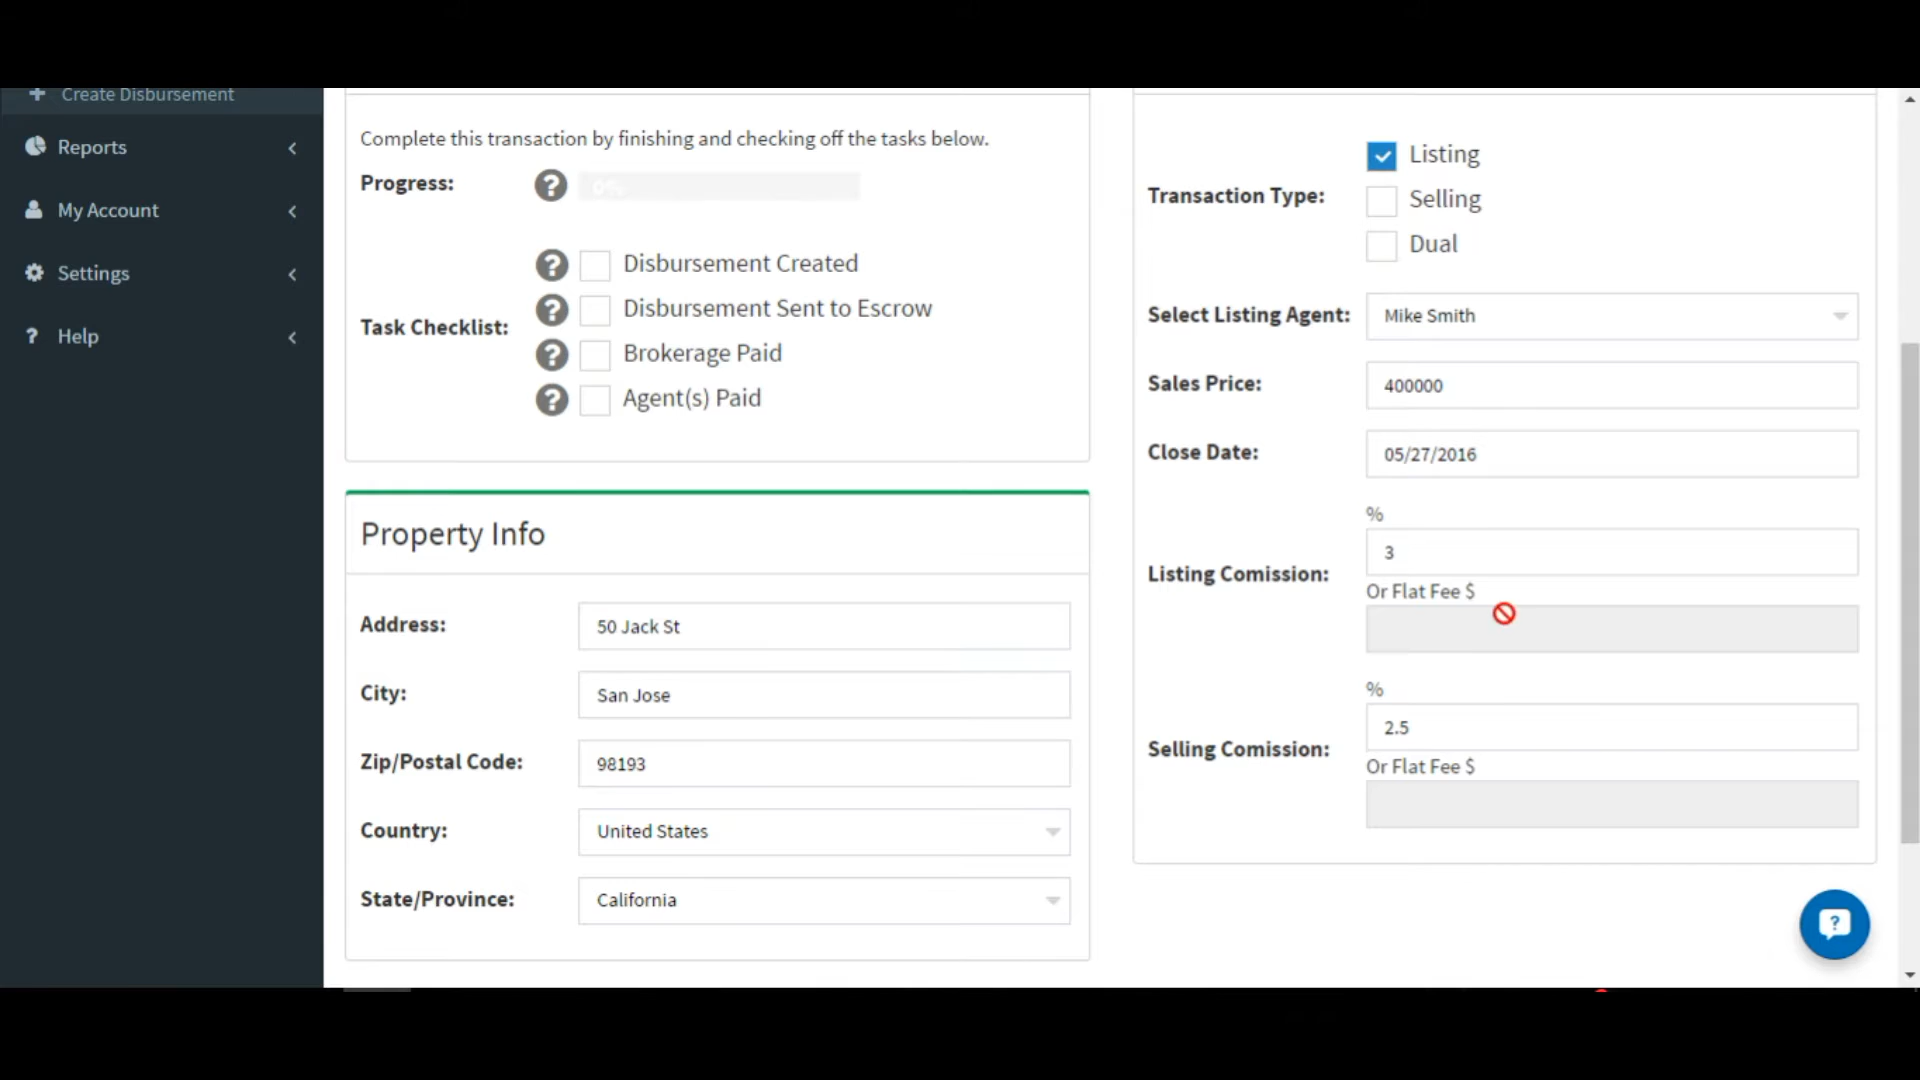 Create Disbursement
Reports
My Account
Settings
Help
Complete this transaction by finishing and checking off the tasks below.
Progress:
0%
Task Checklist:
Disbursement Created
Disbursement Sent to Escrow
Brokerage Paid
Agent(s) Paid
Property Info
Address:
50 Jack St
City:
San Jose
Zip/Postal Code:
98193
Country:
United States
State/Province:
California
Transaction Type:
Listing
Selling
Dual
Select Listing Agent:
Mike Smith
Sales Price:
400000
Close Date:
05/27/2016
Listing Comission:
%
3
Or Flat Fee $
Selling Comission:
%
2.5
Or Flat Fee $